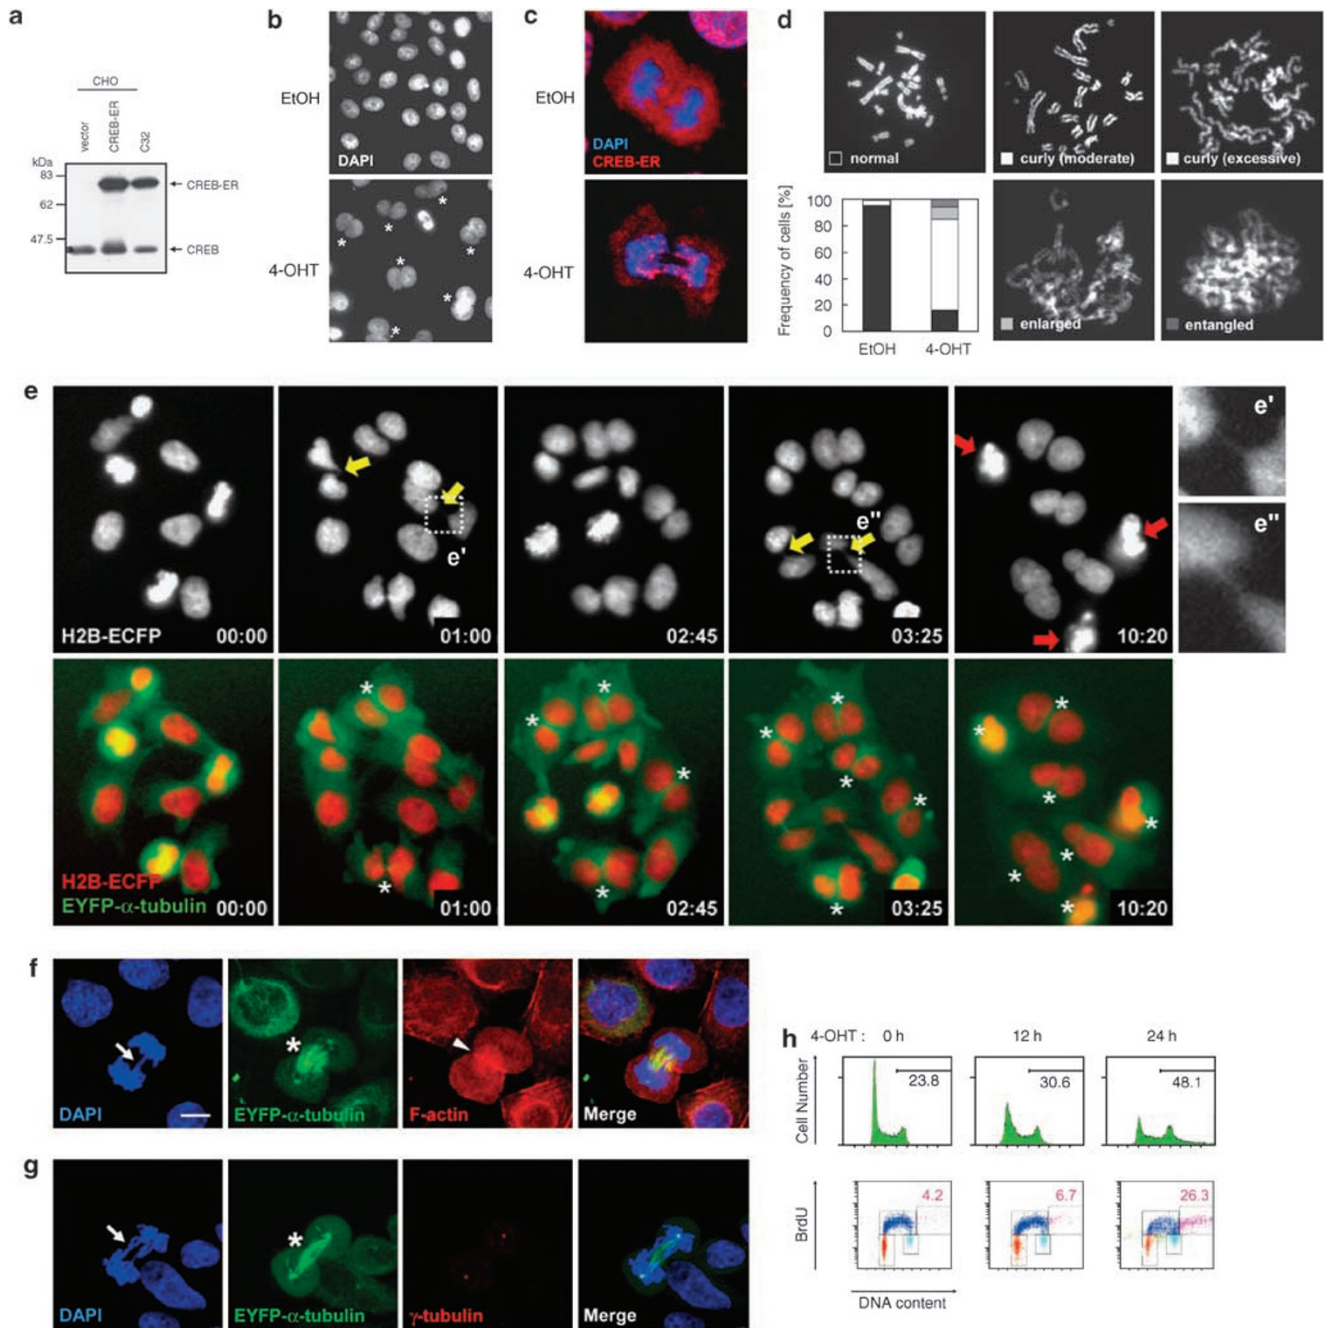 a
CHO
vector
CREB-ER
C32
kDa
83
62
47.5
CREB-ER
CREB
b
EtOH
DAPI
4-OHT
*
*
*
*
*
*
c
EtOH
DAPI
CREB-ER
4-OHT
d
normal
curly (moderate)
curly (excessive)
Frequency of cells [%]
100
80
60
40
20
0
EtOH
4-OHT
enlarged
entangled
e
H2B-ECFP
00:00
e'
01:00
02:45
e"
03:25
10:20
e'
e"
H2B-ECFP
EYFP-α-tubulin
00:00
*
*
01:00
*
*
*
*
02:45
*
*
*
*
*
03:25
*
*
*
*
*
*
*
10:20
f
DAPI
*
EYFP-α-tubulin
F-actin
Merge
g
DAPI
*
EYFP-α-tubulin
γ-tubulin
Merge
h
4-OHT :
0 h
12 h
24 h
Cell Number
23.8
30.6
48.1
BrdU
4.2
6.7
26.3
DNA content